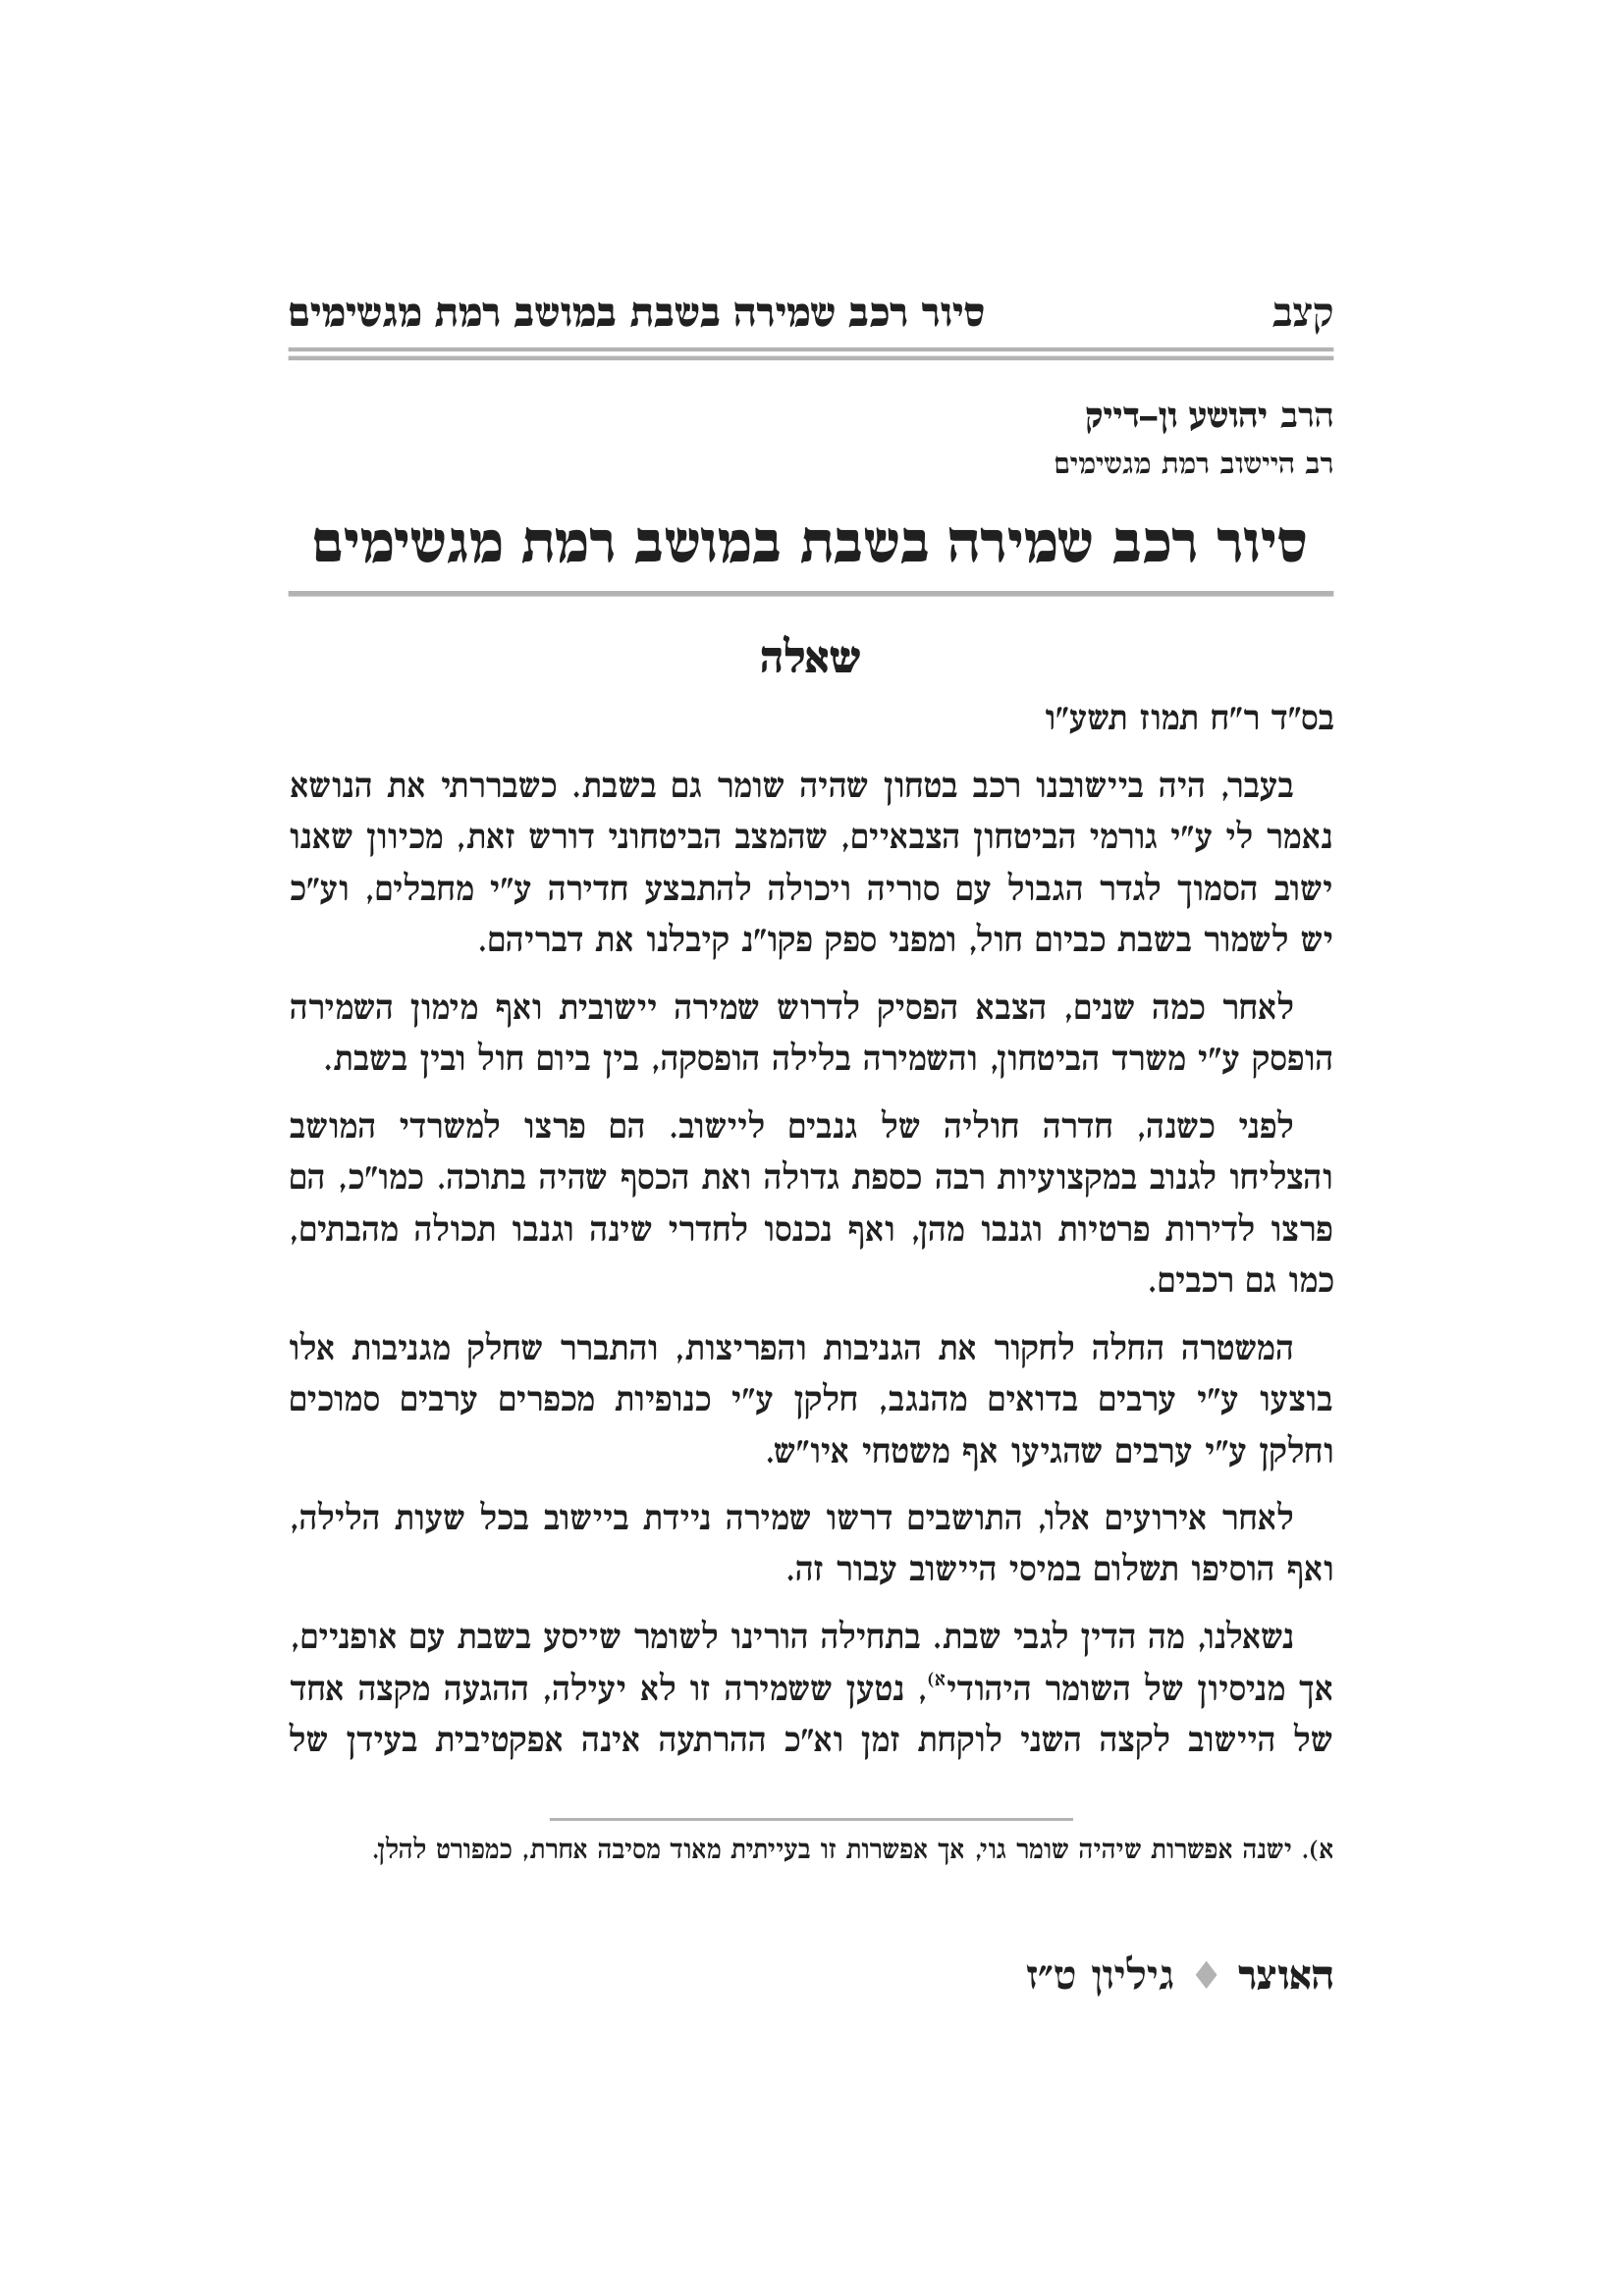 קצב סיור רכב שמירה בשבת במושב רמת מגשימים
הרב יהושע ון–דייק
רב היישוב רמת מגשימים
סיור רכב שמירה בשבת במושב רמת מגשימים
שאלה
בס"ד ר"ח תמוז תשע"ו
בעבר, היה ביישובנו רכב בטחון שהיה שומר גם בשבת. כשבררתי את הנושא
נאמר לי ע"י גורמי הביטחון הצבאיים, שהמצב הביטחוני דורש זאת, מכיוון שאנו
ישוב הסמוך לגדר הגבול עם סוריה ויכולה להתבצע חדירה ע"י מחבלים, וע"כ
יש לשמור בשבת כביום חול, ומפני ספק פקו"נ קיבלנו את דבריהם.
לאחר כמה שנים, הצבא הפסיק לדרוש שמירה יישובית ואף מימון השמירה
הופסק ע"י משרד הביטחון, והשמירה בלילה הופסקה, בין ביום חול ובין בשבת.
לפני כשנה, חדרה חוליה של גנבים ליישוב. הם פרצו למשרדי המושב
והצליחו לגנוב במקצועיות רבה כספת גדולה ואת הכסף שהיה בתוכה. כמו"כ, הם
פרצו לדירות פרטיות וגנבו מהן, ואף נכנסו לחדרי שינה וגנבו תכולה מהבתים,
כמו גם רכבים.
המשטרה החלה לחקור את הגניבות והפריצות, והתברר שחלק מגניבות אלו
בוצעו ע"י ערבים בדואים מהנגב, חלקן ע"י כנופיות מכפרים ערבים סמוכים
וחלקן ע"י ערבים שהגיעו אף משטחי איו"ש.
לאחר אירועים אלו, התושבים דרשו שמירה ניידת ביישוב בכל שעות הלילה,
ואף הוסיפו תשלום במיסי היישוב עבור זה.
נשאלנו, מה הדין לגבי שבת. בתחילה הורינו לשומר שייסע בשבת עם אופניים,
אך מניסיון של השומר היהודיא), נטען ששמירה זו לא יעילה, ההגעה מקצה אחד
של היישוב לקצה השני לוקחת זמן וא"כ ההרתעה אינה אפקטיבית בעידן של
א). ישנה אפשרות שיהיה שומר גוי, אך אפשרות זו בעייתית מאוד מסיבה אחרת, כמפורט להלן.
האוצר ♦ גיליון ט"ז